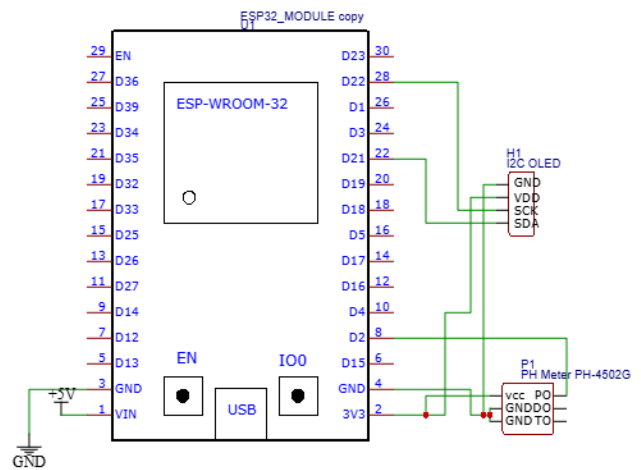 ESP32_MODULE copy
U1
29 EN D23 30
27 D36 D22 28
25 D39 D1 26
23 D34 D3 24
21 D35 D21 22
19 D32 D19 20
17 D33 D18 18
15 D25 D5 16
13 D26 D17 14
11 D27 D16 12
9 D14 D4 10
7 D12 D2 8
5 D13 D15 6
3 GND GND 4
1 VIN 3V3 2
ESP-WROOM-32
EN
IO0
USB
+5V
GND
H1
I2C OLED
GND
VDD
SCK
SDA
P1
PH Meter PH-4502G
vcc PO
GND DO
GND TO